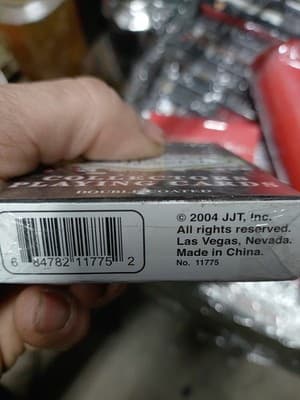 COLLECTORS
PLAYING CARDS
DOUBLE COATED
© 2004 JJT, Inc.
All rights reserved.
Las Vegas, Nevada.
Made in China.
No. 11775
6 84782 11775 2